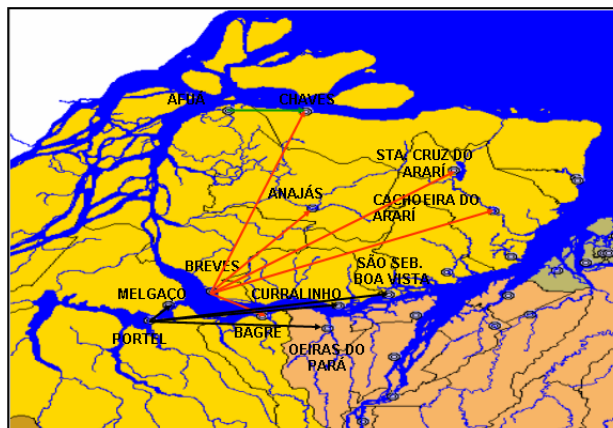 AFUÁ
CHAVES
STA. CRUZ DO
ARARÍ
ANAJÁS
CACHOEIRA DO
ARARÍ
BREVES
SÃO SEB.
BOA VISTA
MELGAÇO
CURRALINHO
PORTEL
BAGRE
OEIRAS DO
PARÁ